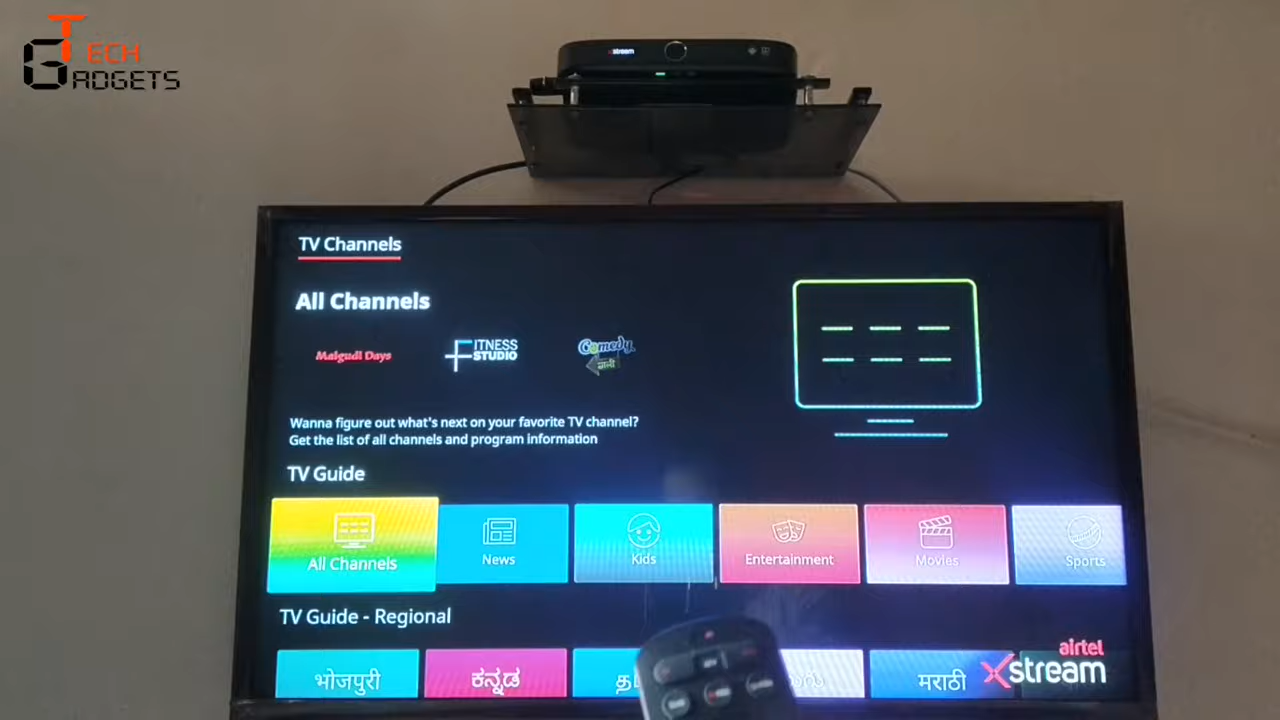 TECH
GADGETS
xstream
TV Channels
All Channels
Malgudi Days
FITNESS
STUDIO
Comedy
Wanna figure out what's next on your favorite TV channel?
Get the list of all channels and program information
TV Guide
All Channels
News
Kids
Entertainment
Movies
Sports
TV Guide - Regional
भोजपुरी
ಕನ್ನಡ
मराठी
airtel
Xstream